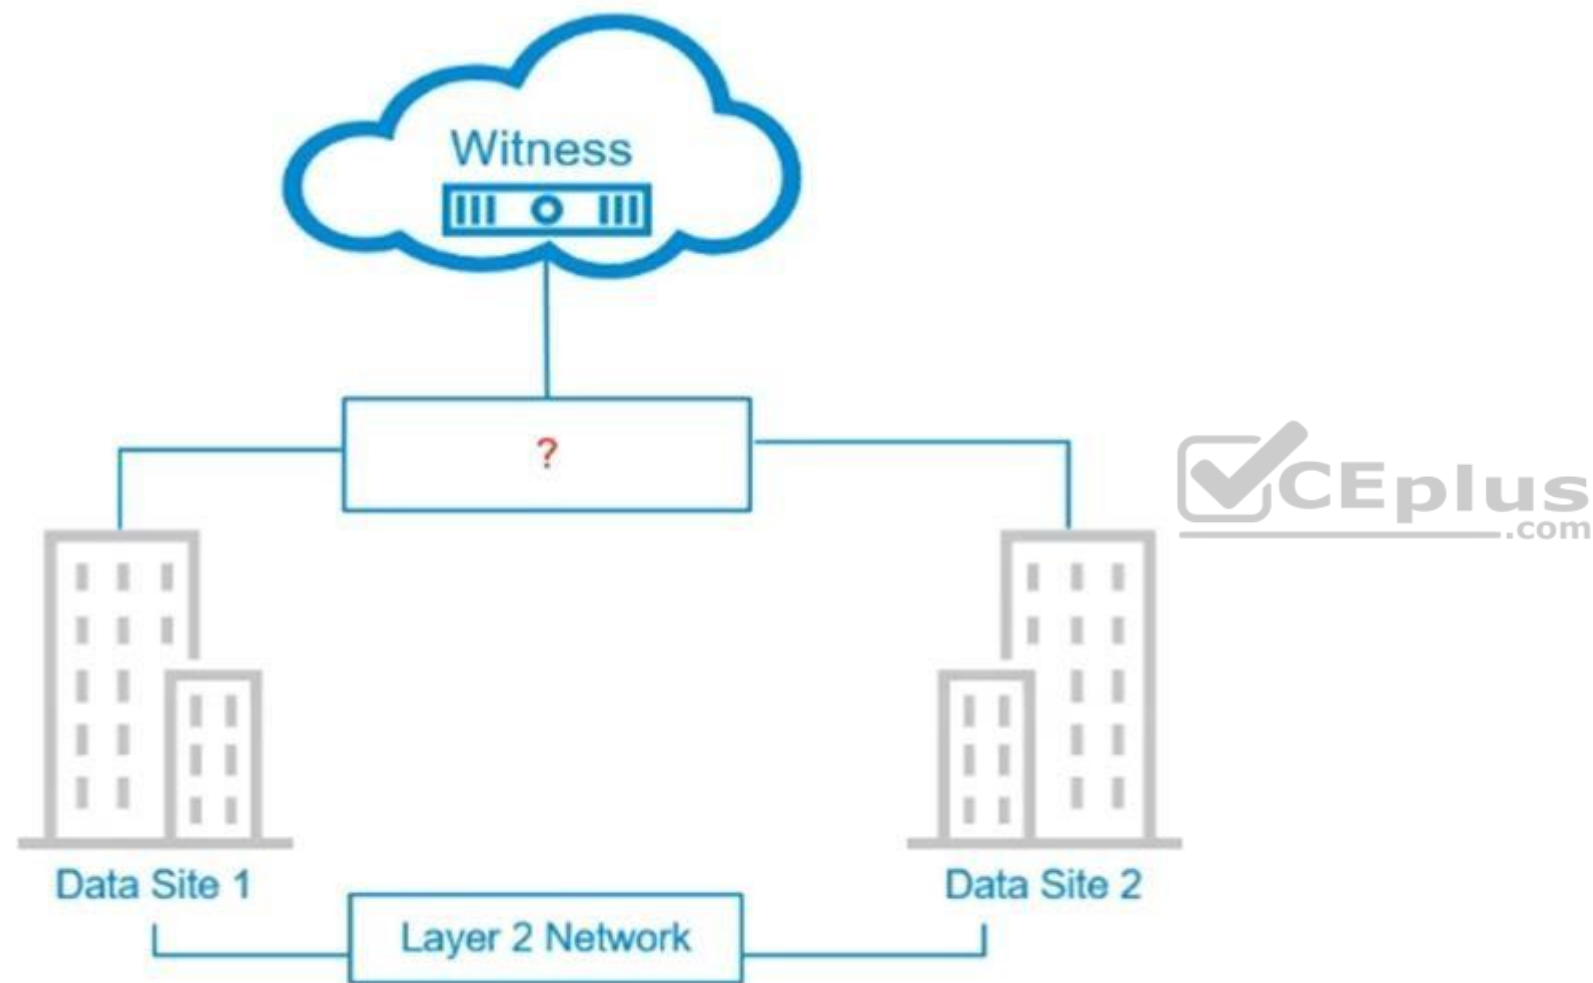 Witness
?
CEplus
.com
Data Site 1
Data Site 2
Layer 2 Network